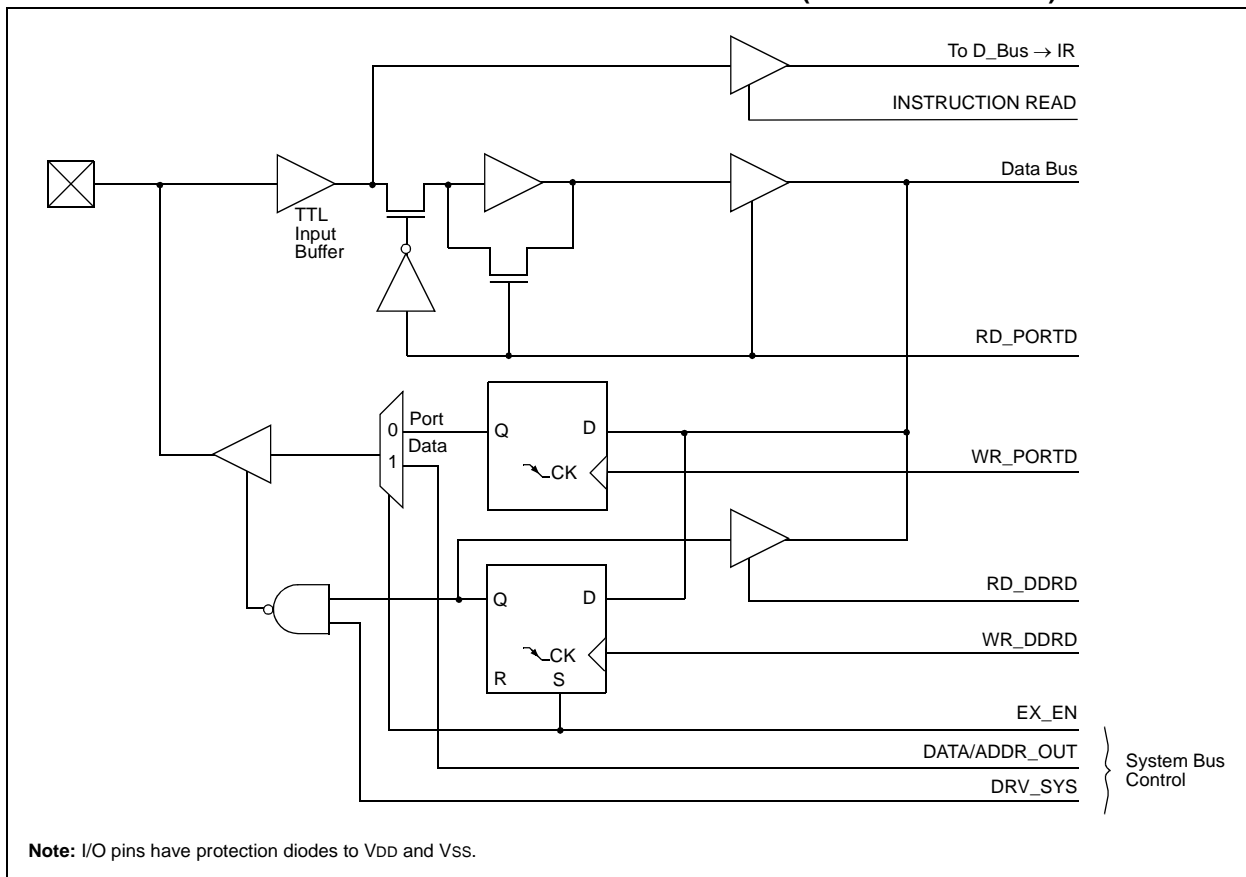 To D_Bus → IR
INSTRUCTION READ
Data Bus
TTL
Input
Buffer
RD_PORTD
0
Port
Data
1
Q
D
CK
WR_PORTD
RD_DDRD
Q
D
CK
WR_DDRD
R
S
EX_EN
DATA/ADDR_OUT
DRV_SYS
System Bus
Control
Note: I/O pins have protection diodes to VDD and VSS.